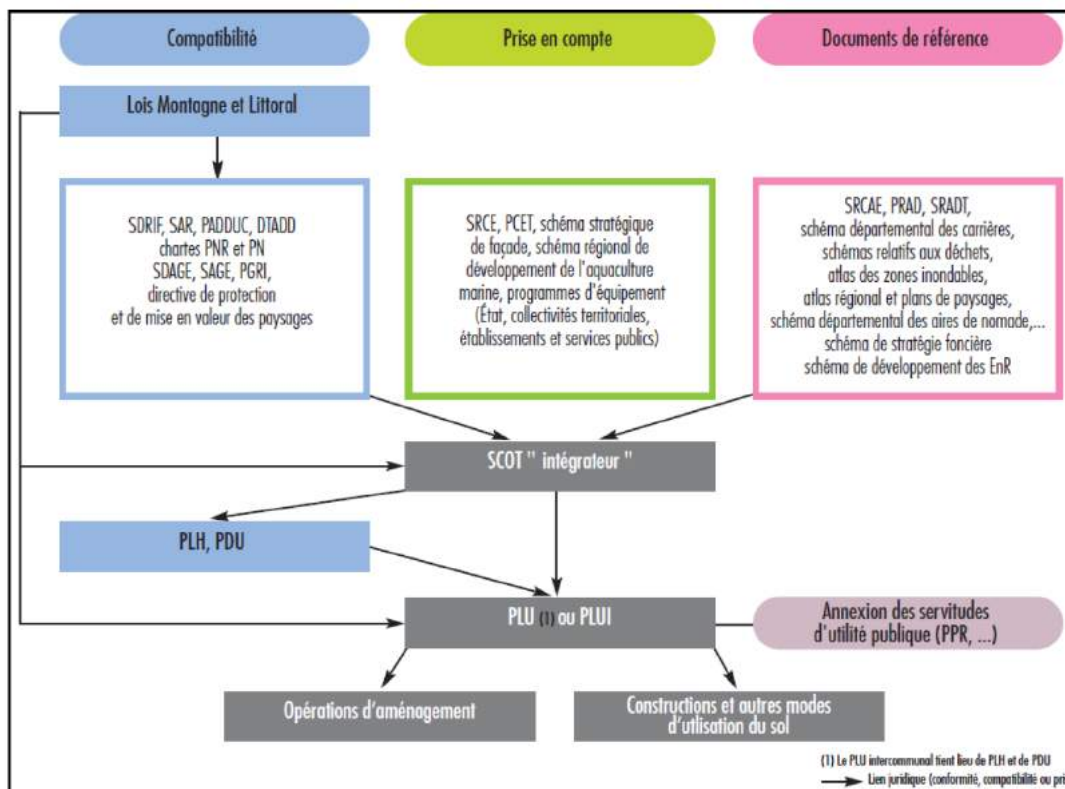 Compatibilité
Prise en compte
Documents de référence
Lois Montagne et Littoral
SDRIF, SAR, PADDUC, DTADD
chartes PNR et PN
SDAGE, SAGE, PGRI,
directive de protection
et de mise en valeur des paysages
SRCE, PCET, schéma stratégique
de façade, schéma régional de
développement de l'aquaculture
marine, programmes d'équipement
(État, collectivités territoriales,
établissements et services publics)
SRCAE, PRAD, SRADT,
schéma départemental des carrières,
schémas relatifs aux déchets,
atlas des zones inondables,
atlas régional et plans de paysages,
schéma départemental des aires de nomade,...
schéma de stratégie foncière
schéma de développement des EnR
SCOT " intégrateur "
PLH, PDU
PLU (1) ou PLUI
Annexion des servitudes
d'utilité publique (PPR, ...)
Opérations d'aménagement
Constructions et autres modes
d'utlisation du sol
(1) Le PLU intercommunal tient lieu de PLH et de PDU
Lien juridique (conformité, compatibilité ou pri